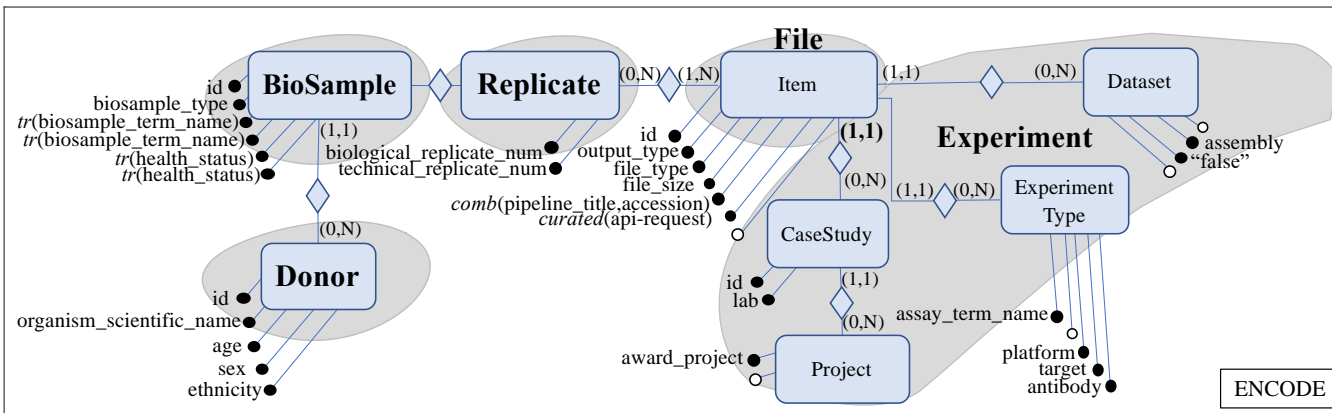 File
BioSample
Replicate
Item
Dataset
(0,N)
(1,N)
(1,1)
(0,N)
id
biosample_type
tr(biosample_term_name)
tr(biosample_term_name)
tr(health_status)
tr(health_status)
(1,1)
(0,N)
biological_replicate_num
technical_replicate_num
id
output_type
file_type
file_size
comb(pipeline_title,accession)
curated(api-request)
(1,1)
(0,N)
Experiment
assembly
“false”
(1,1)
(0,N)
Experiment
Type
CaseStudy
id
lab
(1,1)
(0,N)
Donor
id
organism_scientific_name
age
sex
ethnicity
award_project
Project
assay_term_name
platform
target
antibody
ENCODE